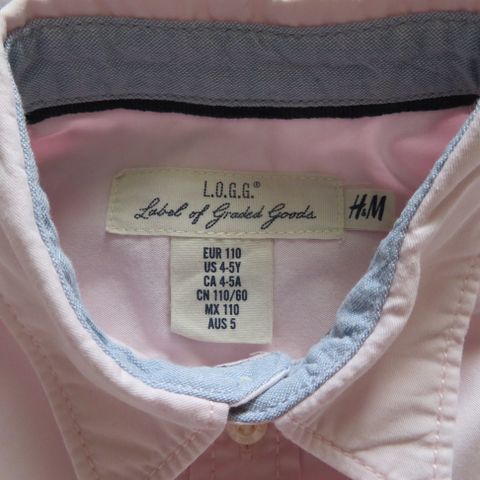 L.O.G.G.®
Label of Graded Goods.
H&M
EUR 110
US 4-5Y
CA 4-5A
CN 110/60
MX 110
AUS 5